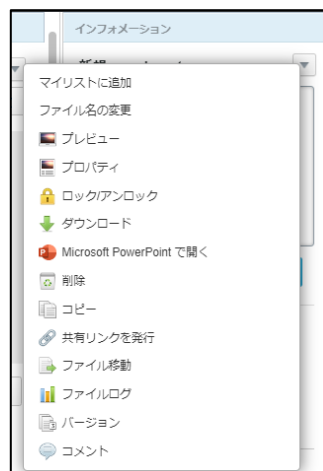 インフォメーション
マイリストに追加
ファイル名の変更
プレビュー
プロパティ
ロック/アンロック
ダウンロード
Microsoft PowerPoint で開く
削除
コピー
共有リンクを発行
ファイル移動
ファイルログ
バージョン
コメント